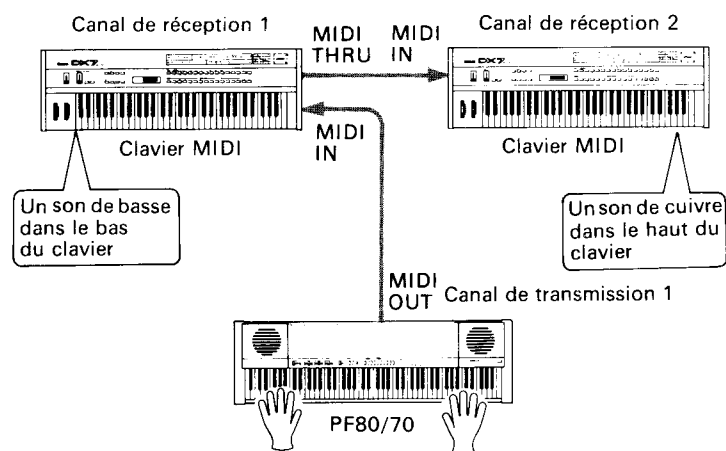 Canal de réception 1
Canal de réception 2
MIDI
THRU
MIDI
IN
DX7
DX7
MIDI
IN
Clavier MIDI
Clavier MIDI
Un son de basse
dans le bas
du clavier
Un son de cuivre
dans le haut du
clavier
MIDI
OUT
Canal de transmission 1
PF80/70